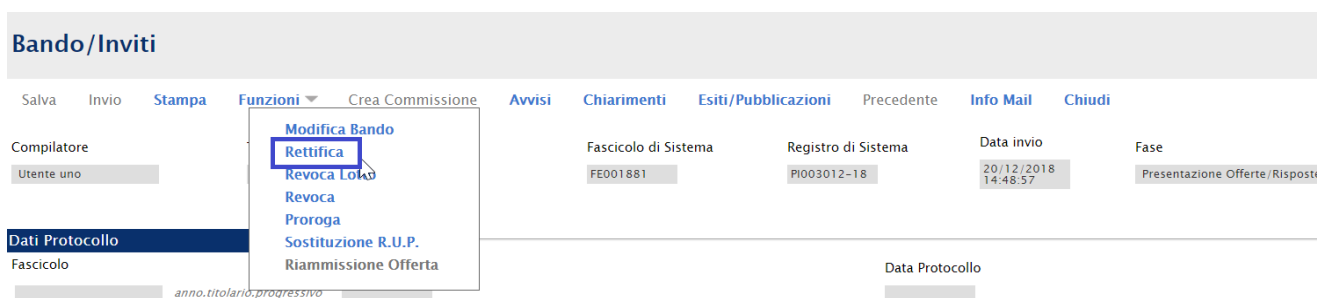 Bando/Inviti
Salva Invio Stampa Funzioni Crea Commissione Avvisi Chiarimenti Esiti/Pubblicazioni Precedente Info Mail Chiudi
Modifica Bando
Rettifica
Revoca Lotto
Revoca
Proroga
Sostituzione R.U.P.
Riammissione Offerta
Compilatore Fascicolo di Sistema Registro di Sistema Data invio Fase
Utente uno FE001881 PI003012-18 20/12/2018 Presentazione Offerte/Risposte
14:48:57
Dati Protocollo
Fascicolo Data Protocollo
anno.titolario.progressivo